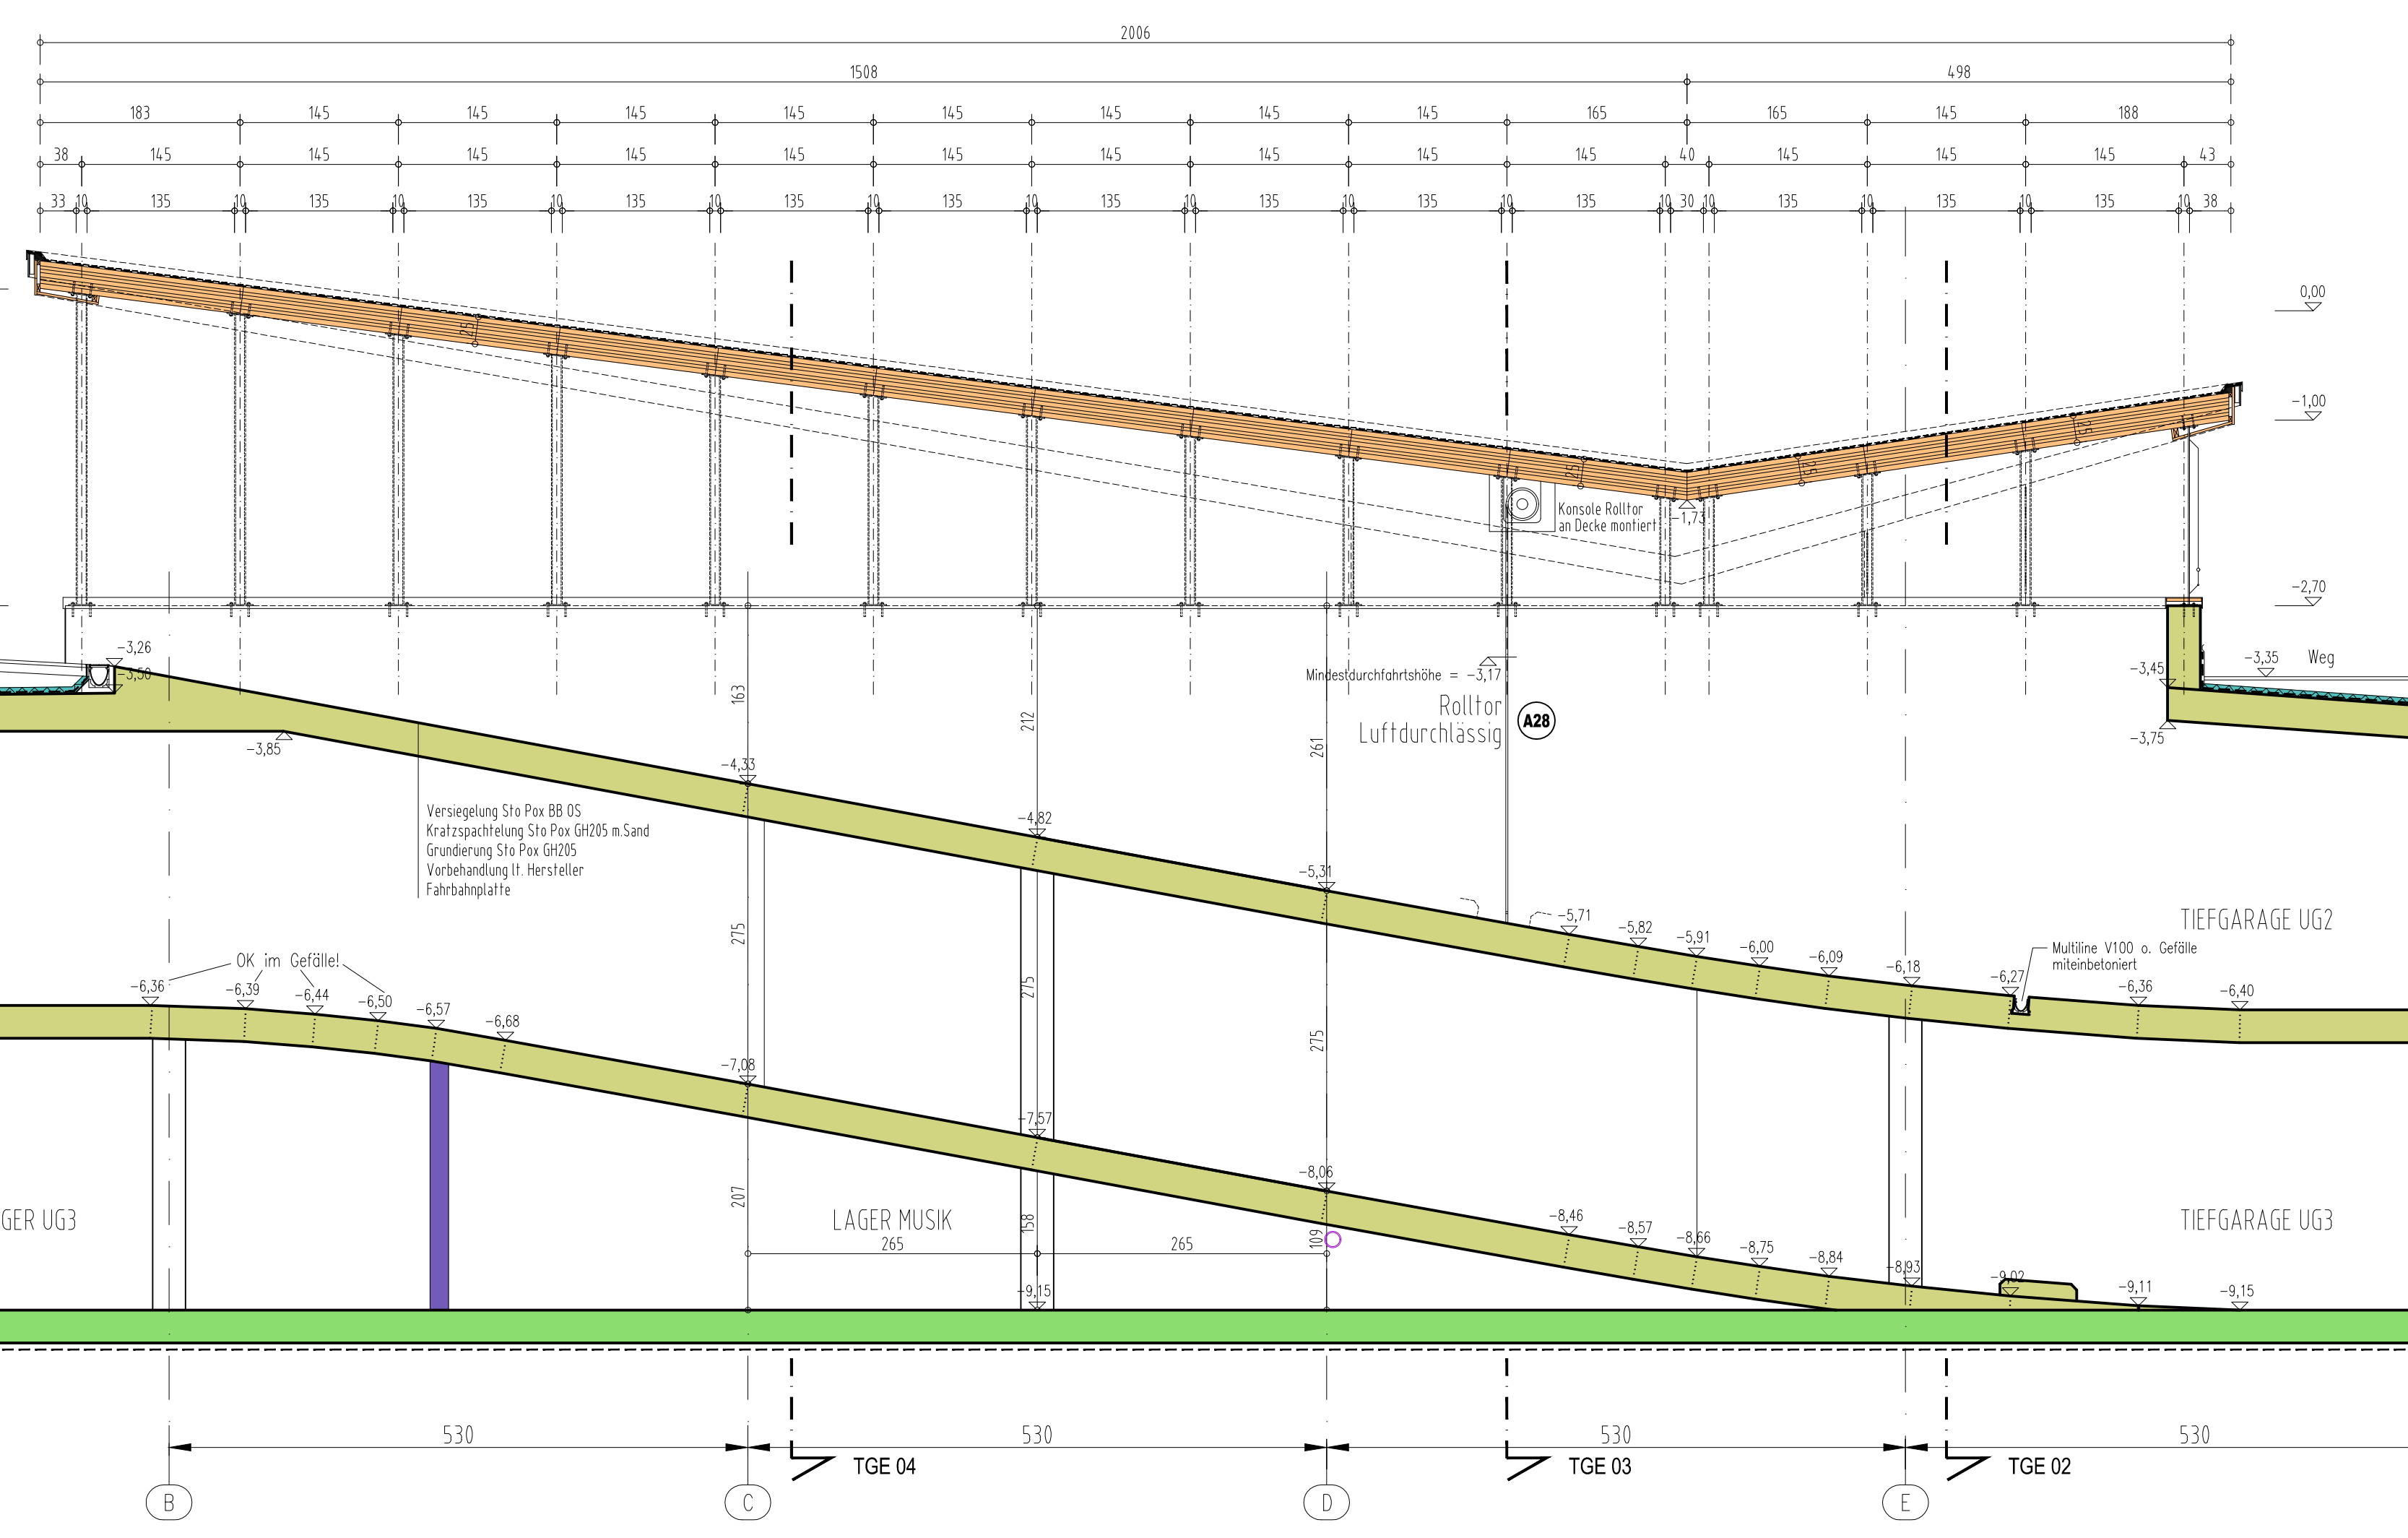 2006
1508 498
183 145 145 145 145 145 145 145 145 165 165 145 188
38 145 145 145 145 145 145 145 145 145 145 40 145 145 145 43
33 10 135 10 135 10 135 10 135 10 135 10 135 10 135 10 135 10 135 10 135 10 30 10 135 10 135 10 135 10 38
0,00
-1,00
25 25 25 25
Konsole Rolltor
an Decke montiert
-1,73
-2,70
-3,26
-3,50
-3,45
-3,35 Weg
-3,75
-3,85
163
212
261
Mindestdurchfahrtshöhe = -3,17
Rolltor
Luftdurchlässig
A28
-4,33
-4,82
-5,31
Versiegelung Sto Pox BB OS
Kratzspachtelung Sto Pox GH205 m.Sand
Grundierung Sto Pox GH205
Vorbehandlung lt. Hersteller
Fahrbahnplatte
-5,71
-5,82
-5,91
-6,00
-6,09
-6,18
-6,27
-6,36
-6,40
TIEFGARAGE UG2
Multiline V100 o. Gefälle
miteinbetoniert
OK im Gefälle!
-6,36
-6,39
-6,44
-6,50
-6,57
-6,68
275
275
275
-7,08
-7,57
-8,06
207
158
109
GER UG3
LAGER MUSIK
TIEFGARAGE UG3
265 265
-8,46
-8,57
-8,66
-8,75
-8,84
-8,93
-9,02
-9,11
-9,15
-9,15
530 530 530 530
TGE 04 TGE 03 TGE 02
B C D E